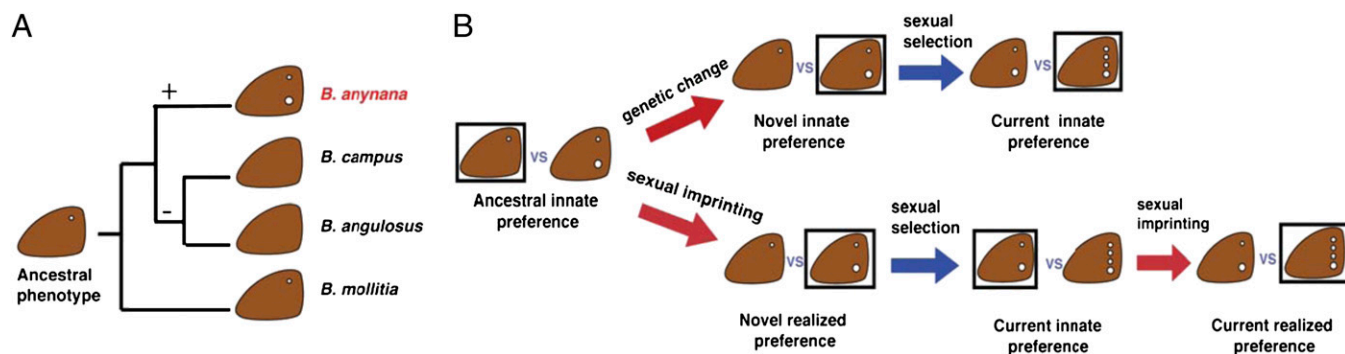 A
+
B. anynana
B. campus
-
B. angulosus
B. mollitia
Ancestral
phenotype
B
VS
Ancestral innate
preference
genetic change
VS
Novel innate
preference
sexual
selection
VS
Current innate
preference
sexual imprinting
VS
Novel realized
preference
sexual
selection
VS
Current innate
preference
sexual
imprinting
VS
Current realized
preference